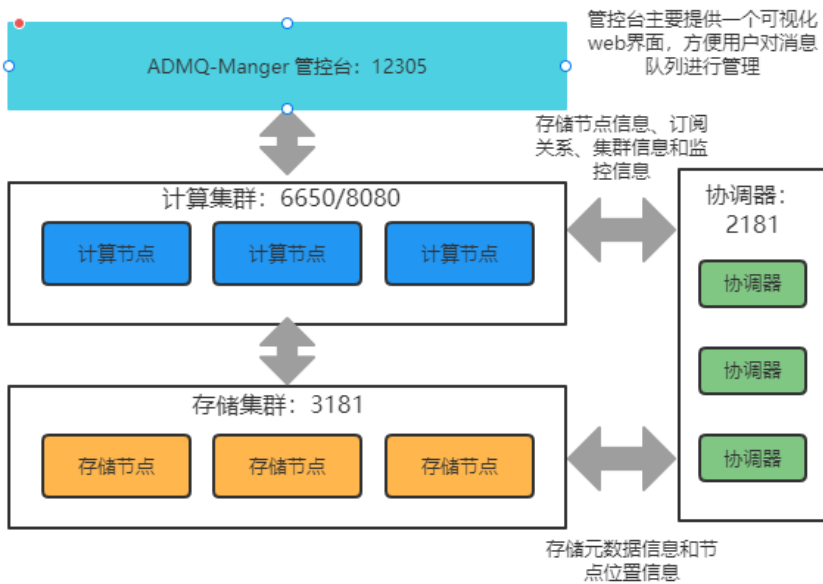 管控台主要提供一个可视化
web界面，方便用户对消息
队列进行管理
ADMQ-Manger 管控台：12305
存储节点信息、订阅
关系、集群信息和监
控信息
计算集群：6650/8080
计算节点
计算节点
计算节点
协调器：
2181
协调器
协调器
协调器
存储集群：3181
存储节点
存储节点
存储节点
存储元数据信息和节
点位置信息